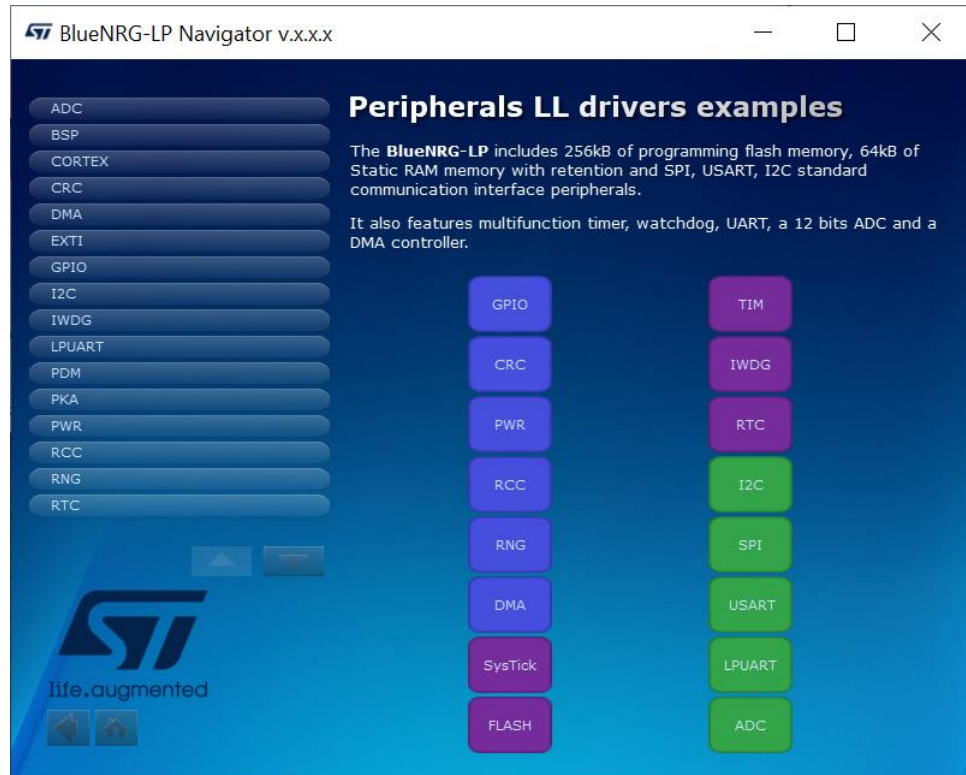 BlueNRG-LP Navigator v.x.x.x
ADC
BSP
CORTEX
CRC
DMA
EXTI
GPIO
I2C
IWDG
LPUART
PDM
PKA
PWR
RCC
RNG
RTC
life.augmented
Peripherals LL drivers examples
The BlueNRG-LP includes 256kB of programming flash memory, 64kB of
Static RAM memory with retention and SPI, USART, I2C standard
communication interface peripherals.
It also features multifunction timer, watchdog, UART, a 12 bits ADC and a
DMA controller.
GPIO
CRC
PWR
RCC
RNG
DMA
SysTick
FLASH
TIM
IWDG
RTC
I2C
SPI
USART
LPUART
ADC